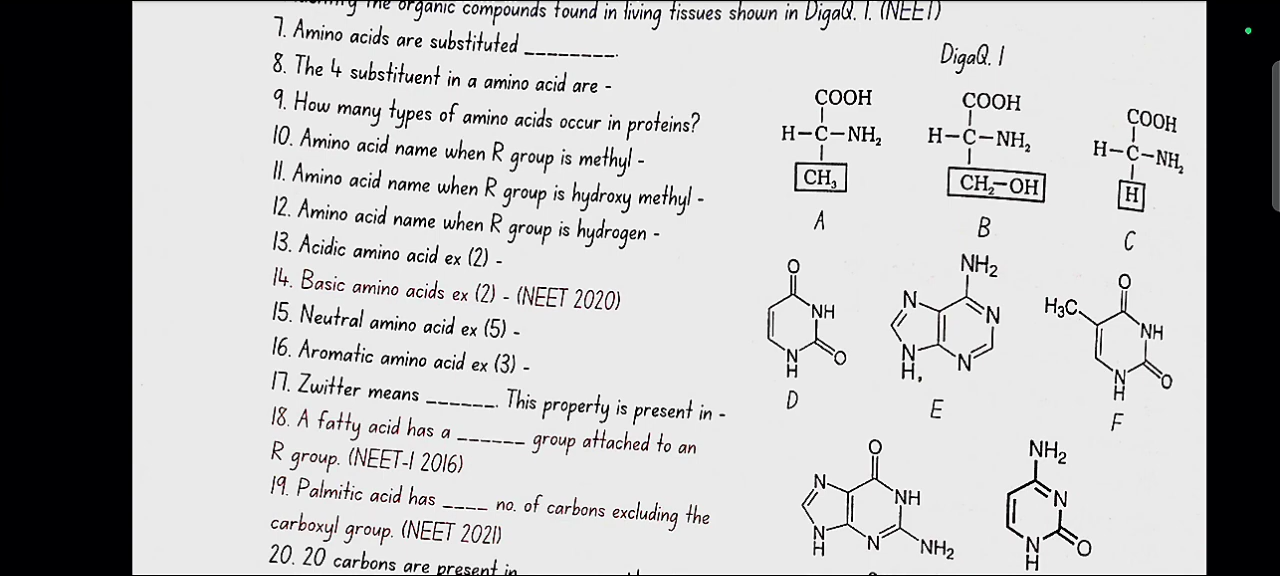 the organic compounds found in living tissues shown in DigaQ. 1. (NEET)
7. Amino acids are substituted ________.
8. The 4 substituent in a amino acid are -
9. How many types of amino acids occur in proteins?
10. Amino acid name when R group is methyl -
11. Amino acid name when R group is hydroxy methyl -
12. Amino acid name when R group is hydrogen -
13. Acidic amino acid ex (2) -
14. Basic amino acids ex (2) - (NEET 2020)
15. Neutral amino acid ex (5) -
16. Aromatic amino acid ex (3) -
17. Zwitter means ______. This property is present in -
18. A fatty acid has a ______ group attached to an
R group. (NEET-I 2016)
19. Palmitic acid has ____ no. of carbons excluding the
carboxyl group. (NEET 2021)
20. 20 carbons are present in
DigaQ. 1
COOH
H-C-NH₂
CH₃
A
COOH
H-C-NH₂
CH₂-OH
B
COOH
H-C-NH₂
H
C
O
NH
N
H
O
D
NH₂
N
N
N
H,
N
E
O
H₃C
NH
N
H
O
F
O
N
NH
N
H
N
NH₂
NH₂
N
N
H
O